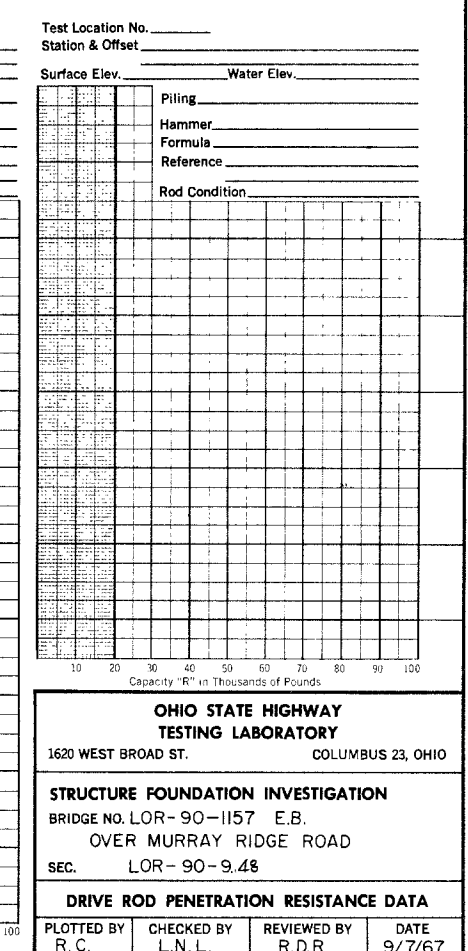 Test Location No.
Station & Offset
Surface Elev. Water Elev.
Piling
Hammer
Formula
Reference
Rod Condition
10 20 30 40 50 60 70 80 90 100
Capacity "R" in Thousands of Pounds
100
OHIO STATE HIGHWAY
TESTING LABORATORY
1620 WEST BROAD ST. COLUMBUS 23, OHIO
STRUCTURE FOUNDATION INVESTIGATION
BRIDGE NO. LOR-90-1157 E.B.
OVER MURRAY RIDGE ROAD
SEC. LOR-90-9.48
DRIVE ROD PENETRATION RESISTANCE DATA
PLOTTED BY CHECKED BY REVIEWED BY DATE
R.C. L.N.L. R.D.R 9/7/67